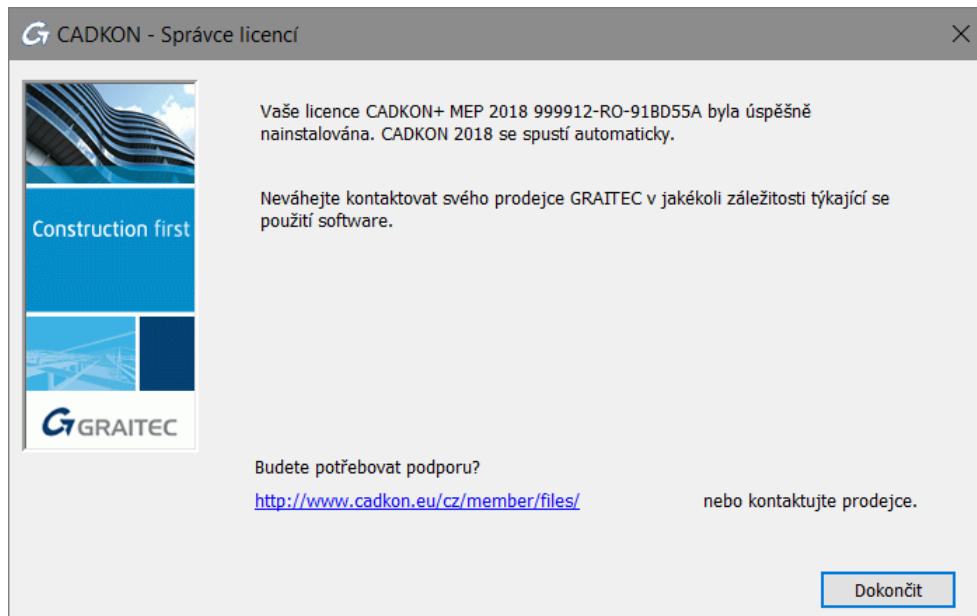 CADKON - Správce licencí
Vaše licence CADKON+ MEP 2018 999912-RO-91BD55A byla úspěšně
nainstalována. CADKON 2018 se spustí automaticky.
Neváhejte kontaktovat svého prodejce GRAITEC v jakékoli záležitosti týkající se
použití software.
Construction first
GRAITEC
Budete potřebovat podporu?
http://www.cadkon.eu/cz/member/files/ nebo kontaktujte prodejce.
Dokončit